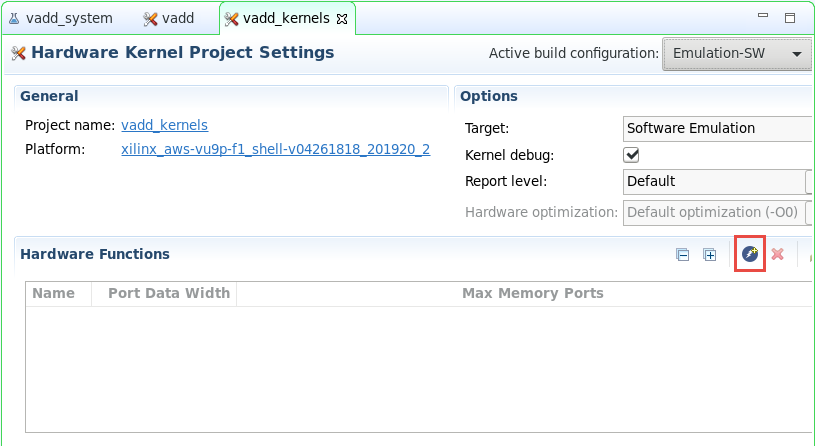 vadd_system vadd vadd_kernels
Hardware Kernel Project Settings Active build configuration: Emulation-SW
General Options
Project name: vadd_kernels Target: Software Emulation
Platform: xilinx_aws-vu9p-f1_shell-v04261818_201920_2 Kernel debug:
Report level: Default
Hardware optimization: Default optimization (-O0)
Hardware Functions
Name Port Data Width Max Memory Ports